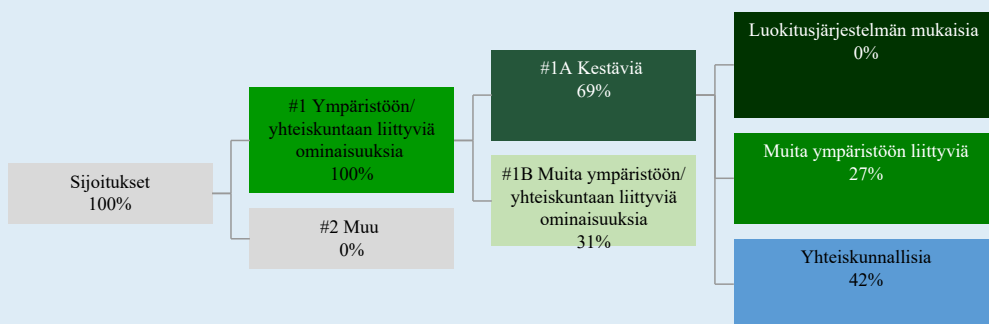 Sijoitukset
100%
#1 Ympäristöön/
yhteiskuntaan liittyviä
ominaisuuksia
100%
#2 Muu
0%
#1A Kestäviä
69%
#1B Muita ympäristöön/
yhteiskuntaan liittyviä
ominaisuuksia
31%
Luokitusjärjestelmän mukaisia
0%
Muita ympäristöön liittyviä
27%
Yhteiskunnallisia
42%